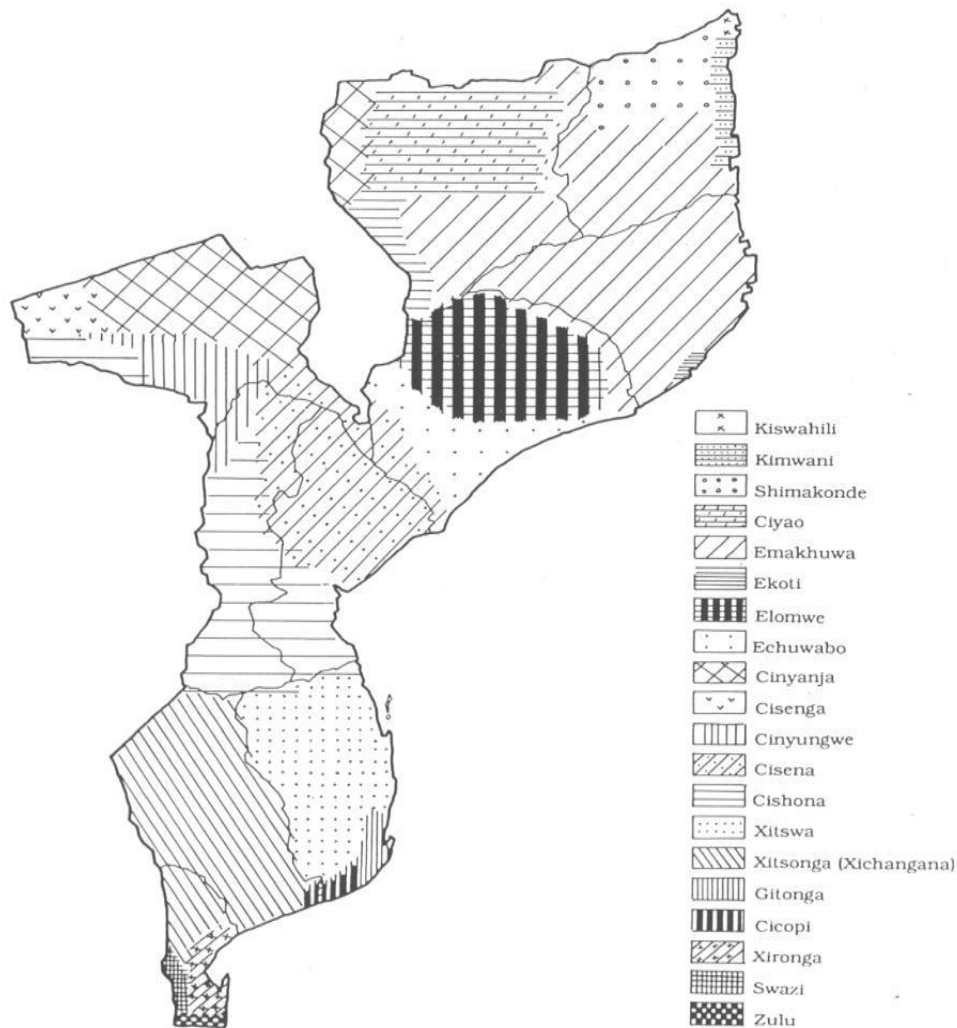 Kiswahili
Kimwani
Shimakonde
Ciyao
Emakhuwa
Ekoti
Elomwe
Echuwabo
Cinyanja
Cisenga
Cinyungwe
Cisena
Cishona
Xitswa
Xitsonga (Xichangana)
Gitonga
Cicopi
Xironga
Swazi
Zulu